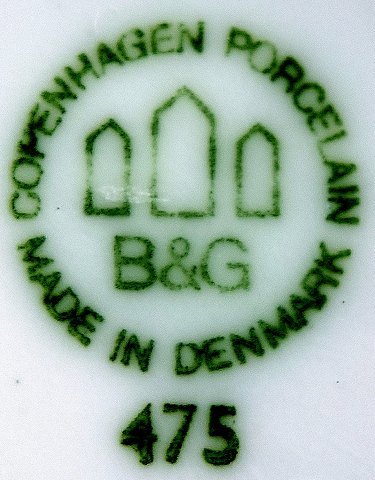 COPENHAGEN PORCELAIN
B&G
MADE IN DENMARK
475